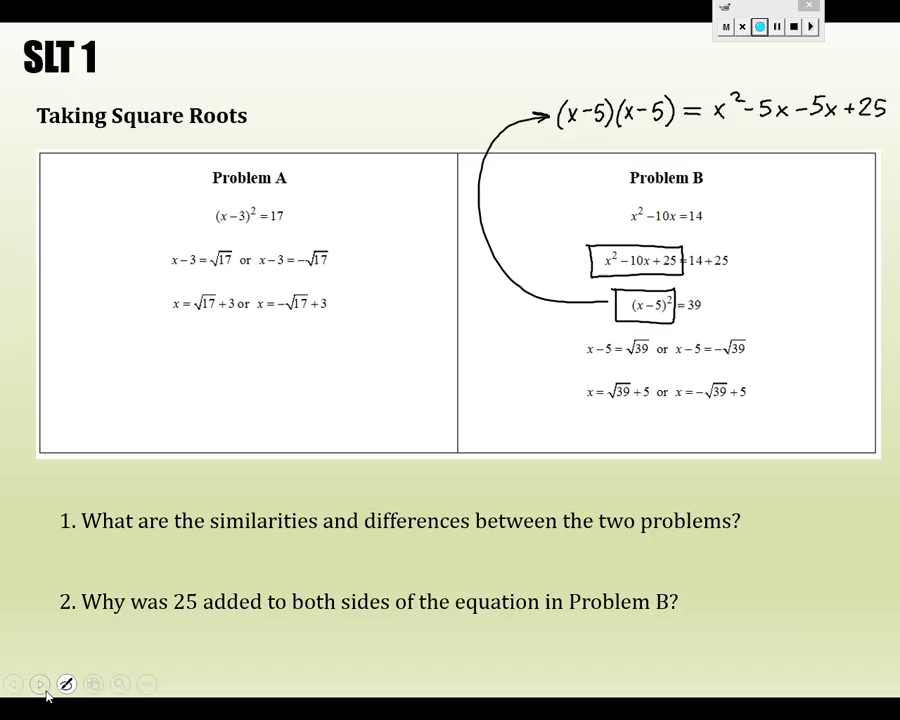 M
SLT 1
Taking Square Roots
(x-5)(x-5) = x² - 5x - 5x + 25
Problem A
(x-3)² = 17
x-3 = √17 or x-3 = -√17
x = √17 + 3 or x = -√17 + 3
Problem B
x² - 10x = 14
x² - 10x + 25 = 14 + 25
(x-5)² = 39
x-5 = √39 or x-5 = -√39
x = √39 + 5 or x = -√39 + 5
1. What are the similarities and differences between the two problems?
2. Why was 25 added to both sides of the equation in Problem B?